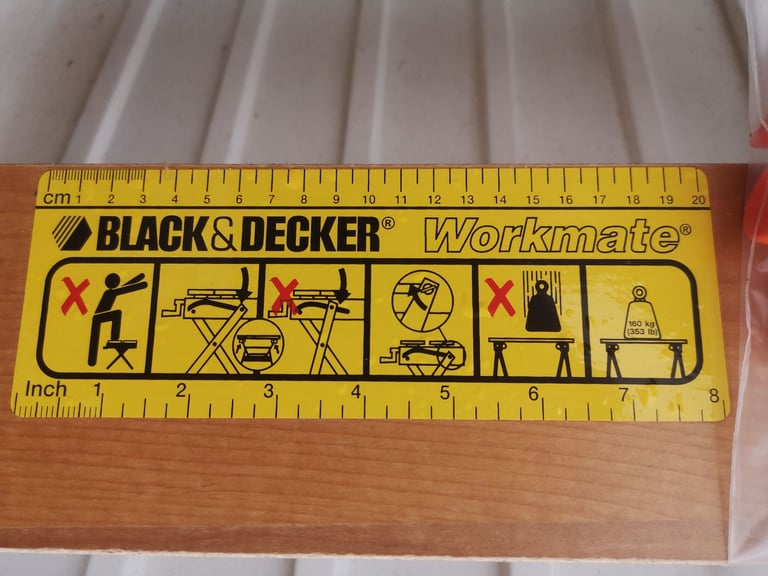 cm 1 2 3 4 5 6 7 8 9 10 11 12 13 14 15 16 17 18 19 20
BLACK&DECKER® Workmate®
160 kg
(353 lb)
Inch 1 2 3 4 5 6 7 8